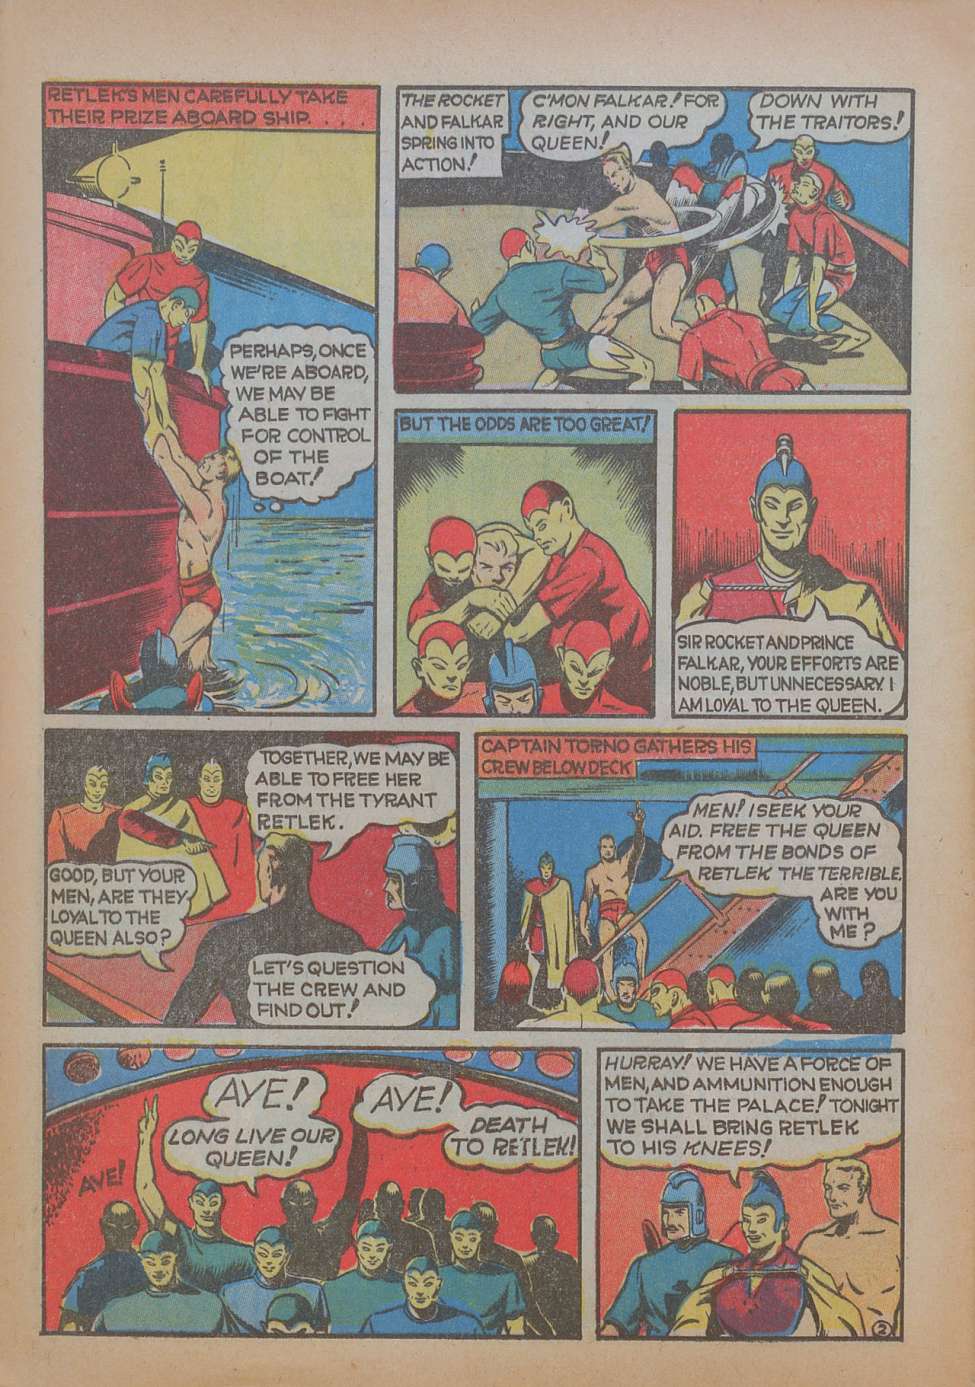 RETLEK'S MEN CAREFULLY TAKE
THEIR PRIZE ABOARD SHIP. . . . .
PERHAPS, ONCE
WE'RE ABOARD,
WE MAY BE
ABLE TO FIGHT
FOR CONTROL
OF THE
BOAT!
THE ROCKET
AND FALKAR
SPRING INTO
ACTION!
C'MON FALKAR! FOR
RIGHT, AND OUR
QUEEN!
DOWN WITH
THE TRAITORS!
BUT THE ODDS ARE TOO GREAT!
SIR ROCKET AND PRINCE
FALKAR, YOUR EFFORTS ARE
NOBLE, BUT UNNECESSARY. I
AM LOYAL TO THE QUEEN.
TOGETHER, WE MAY BE
ABLE TO FREE HER
FROM THE TYRANT
RETLEK.
GOOD, BUT YOUR
MEN, ARE THEY
LOYAL TO THE
QUEEN ALSO?
LET'S QUESTION
THE CREW AND
FIND OUT!
CAPTAIN TORNO GATHERS HIS
CREW BELOW DECK
MEN! I SEEK YOUR
AID. FREE THE QUEEN
FROM THE BONDS OF
RETLEK THE TERRIBLE.
ARE YOU
WITH
ME?
AYE!
AYE!
LONG LIVE OUR
QUEEN!
AYE!
DEATH
TO RETLEK!
HURRAY! WE HAVE A FORCE OF
MEN, AND AMMUNITION ENOUGH
TO TAKE THE PALACE! TONIGHT
WE SHALL BRING RETLEK
TO HIS KNEES!
2